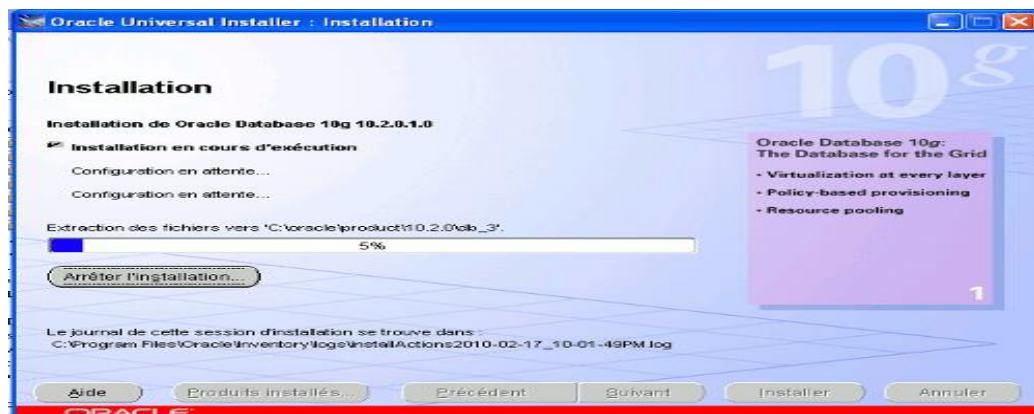 Oracle Universal Installer : Installation
10g
Installation
Installation de Oracle Database 10g 10.2.0.1.0
Installation en cours d'exécution
Configuration en attente...
Configuration en attente...
Extraction des fichiers vers 'C:\oracle\product\10.2.0\db_3'.
5%
Arrêter l'installation...
Oracle Database 10g:
The Database for the Grid
• Virtualization at every layer
• Policy-based provisioning
• Resource pooling
1
Le journal de cette session d'installation se trouve dans :
C:\Program Files\Oracle\Inventory\logs\installActions2010-02-17_10-01-49PM.log
Aide
Produits installés...
Précédent
Suivant
Installer
Annuler
ORACLE